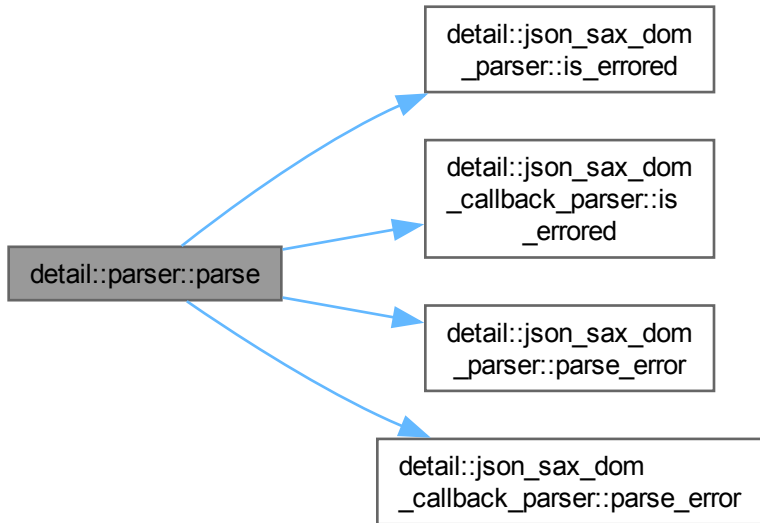 detail::json_sax_dom
_parser::is_errored
detail::json_sax_dom
_callback_parser::is
_errored
detail::parser::parse
detail::json_sax_dom
_parser::parse_error
detail::json_sax_dom
_callback_parser::parse_error